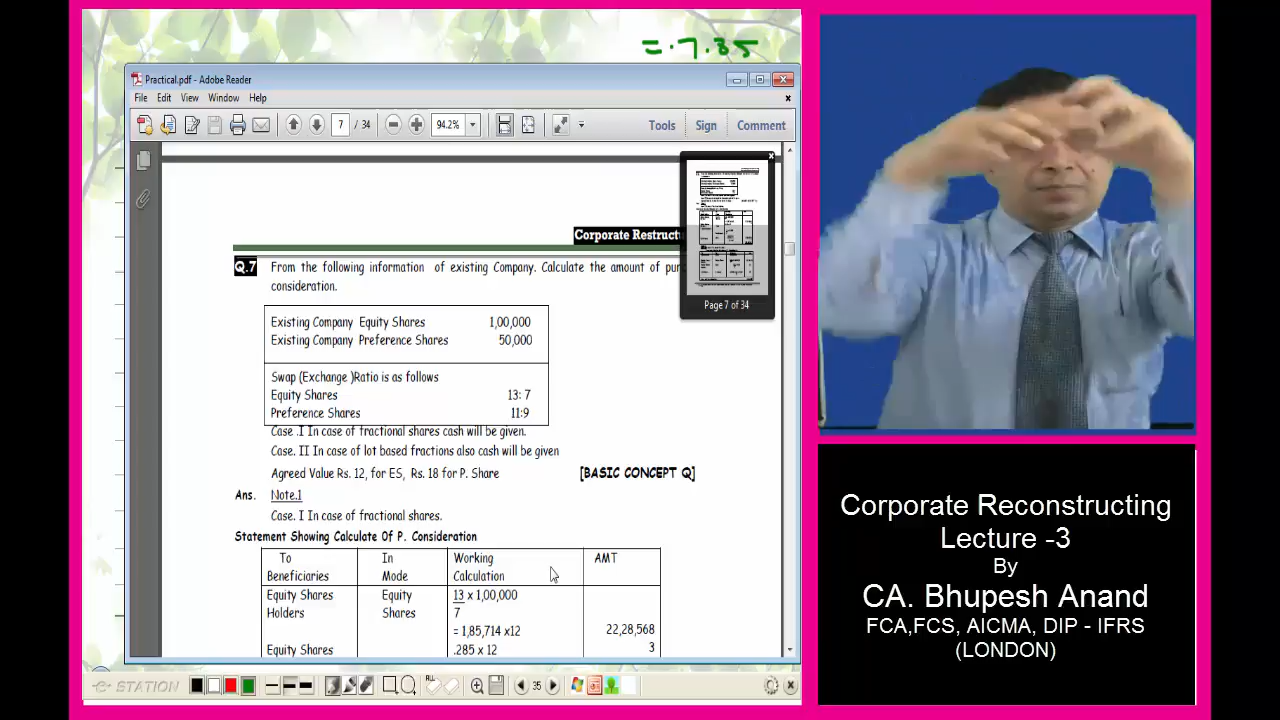 =.7.35
Practical.pdf - Adobe Reader
File Edit View Window Help
7 / 34 94.2% Tools Sign Comment
Corporate Restructu
Q.7 From the following information of existing Company. Calculate the amount of pur
consideration.
Existing Company Equity Shares 1,00,000
Existing Company Preference Shares 50,000
Swap (Exchange )Ratio is as follows
Equity Shares 13: 7
Preference Shares 11:9
Case .I In case of fractional shares cash will be given.
Case. II In case of lot based fractions also cash will be given
Agreed Value Rs. 12, for ES, Rs. 18 for P. Share [BASIC CONCEPT Q]
Ans. Note.1
Case. I In case of fractional shares.
Statement Showing Calculate Of P. Consideration
To In Working AMT
Beneficiaries Mode Calculation
Equity Shares Equity 13 x 1,00,000
Holders Shares 7
= 1,85,714 x12 22,28,568
Equity Shares .285 x 12 3
Page 7 of 34
e-STATION 35
Corporate Reconstructing
Lecture -3
By
CA. Bhupesh Anand
FCA,FCS, AICMA, DIP - IFRS
(LONDON)